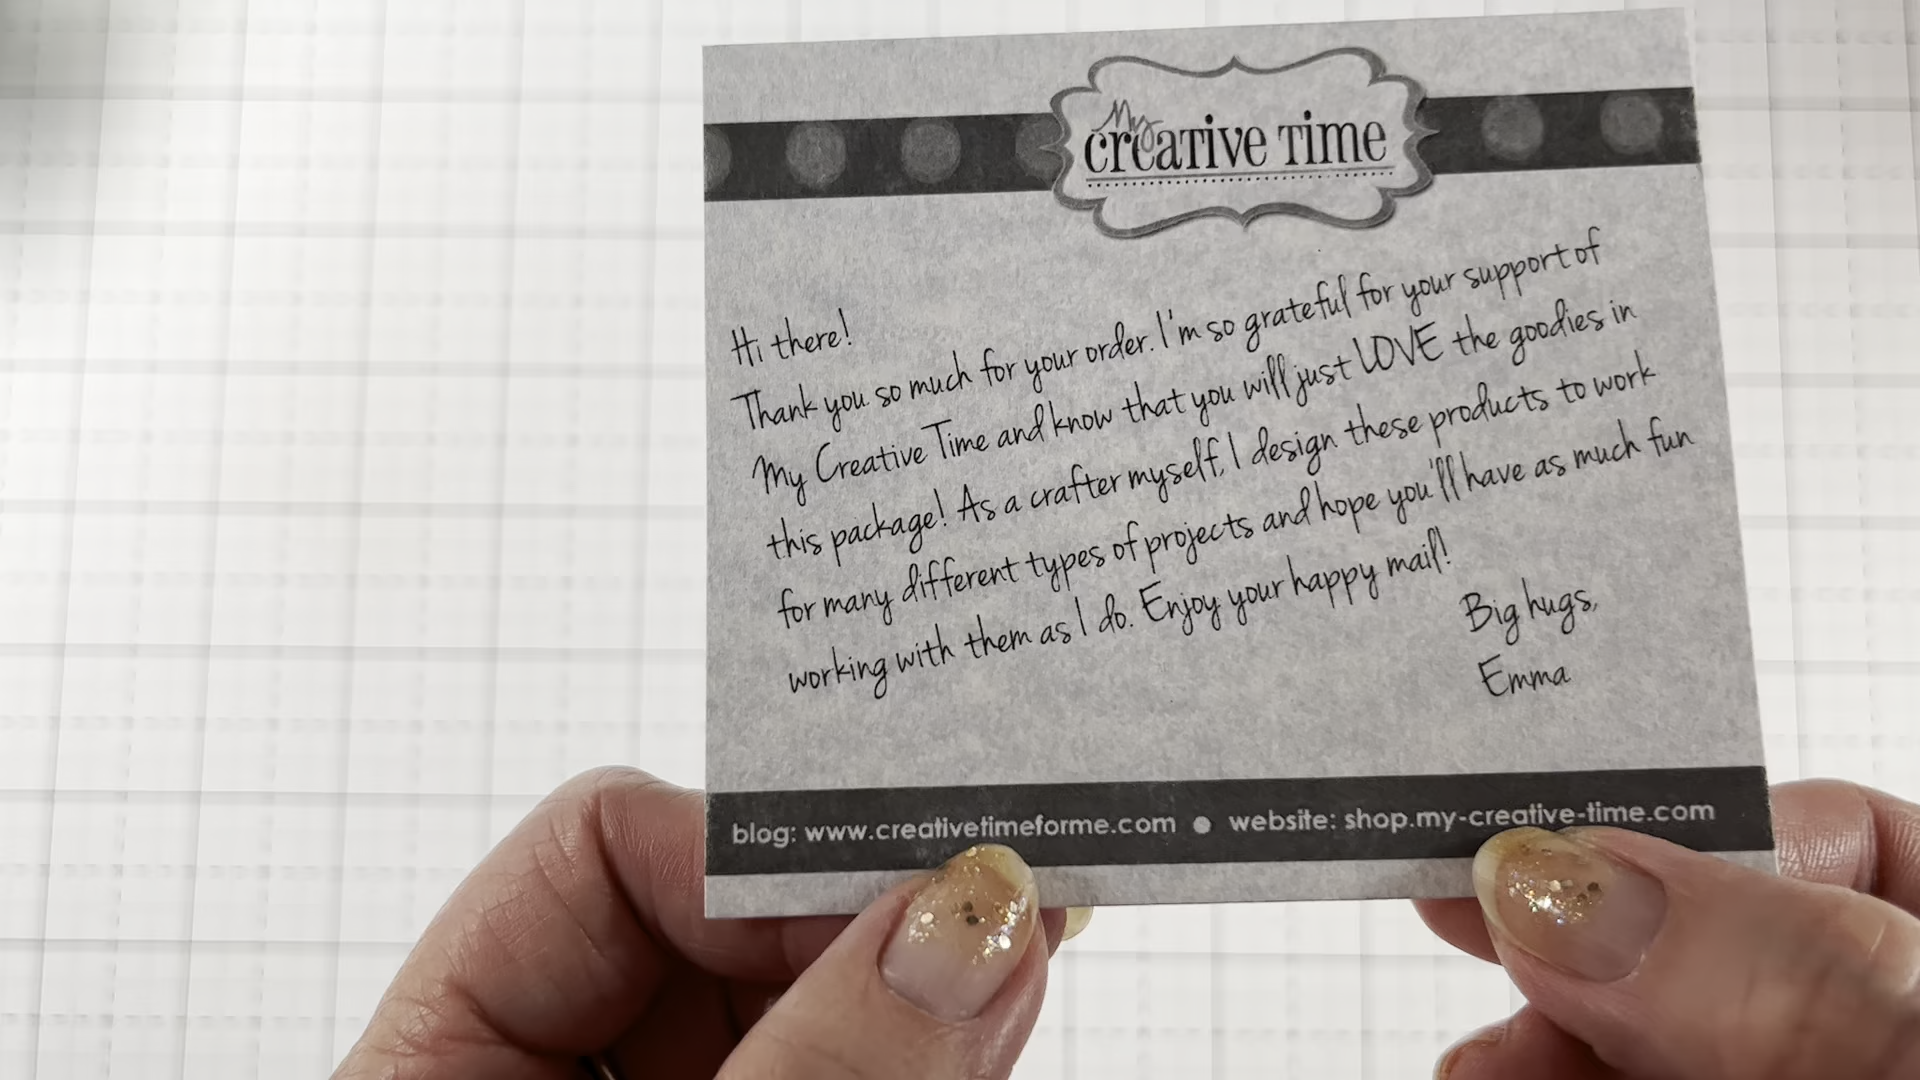 My
creative Time
Hi there!
Thank you so much for your order. I'm so grateful for your support of
My Creative Time and know that you will just LOVE the goodies in
this package! As a crafter myself, I design these products to work
for many different types of projects and hope you'll have as much fun
working with them as I do. Enjoy your happy mail!
Big hugs,
Emma
blog: www.creativetimeforme.com ● website: shop.my-creative-time.com